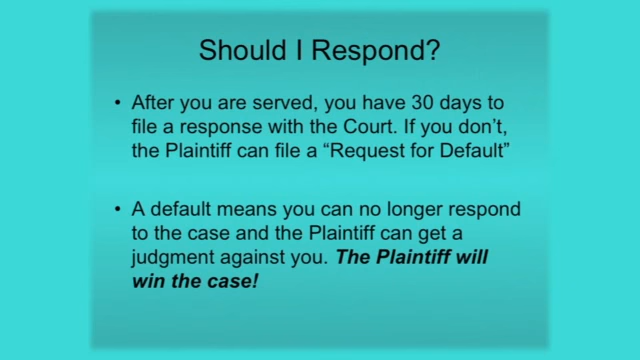 Should I Respond?
• After you are served, you have 30 days to
file a response with the Court. If you don't,
the Plaintiff can file a “Request for Default”
• A default means you can no longer respond
to the case and the Plaintiff can get a
judgment against you. The Plaintiff will
win the case!